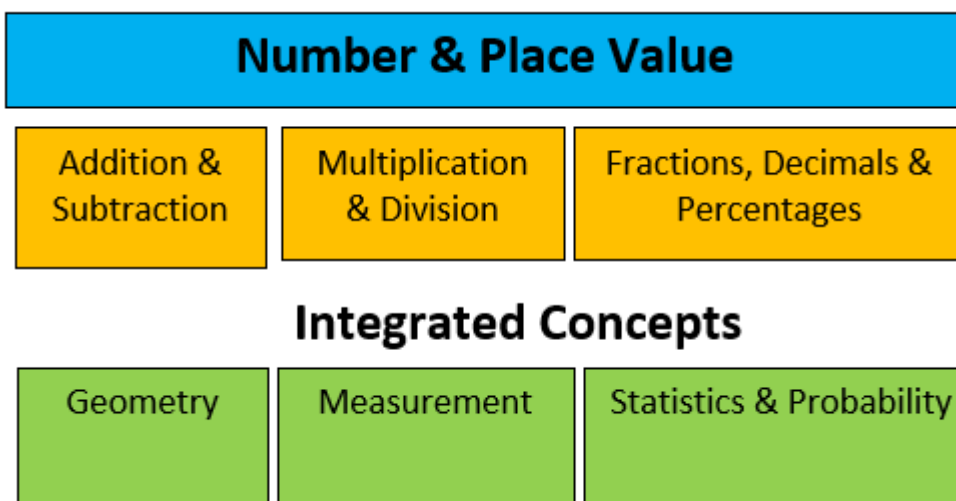 Number & Place Value
Addition &
Subtraction
Multiplication
& Division
Fractions, Decimals &
Percentages
Integrated Concepts
Geometry
Measurement
Statistics & Probability